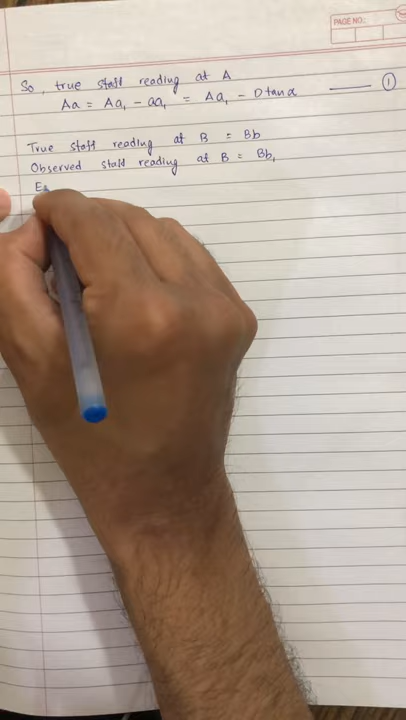 PAGE NO.:
So, true staff reading at A
Aa = Aa₁ - aa₁ = Aa₁ - D tan α ——— ①
True staff reading at B = Bb
Observed staff reading at B = Bb₁